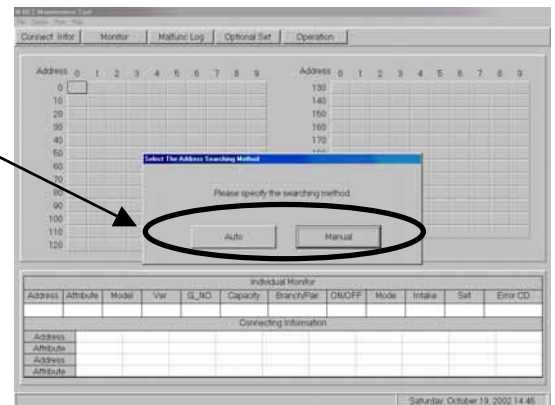 M-NET Maintenance Tool
Connect Infor Monitor Malfunc Log Optional Set Operation
Address 0 1 2 3 4 5 6 7 8 9 Address 0 1 2 3 4 5 6 7 8 9
0 130
10 140
20 150
30 160
40 170
50
60
70
80
90
100
110
120
Select The Address Searching Method
Please specify the searching method.
Auto Manual
Individual Monitor
Address Attribute Model Ver G_NO. Capacity Branch/Pair ON/OFF Mode Intake Set Error CD
Connecting Information
Address
Attribute
Address
Attribute
Saturday, October 19, 2002 14:46